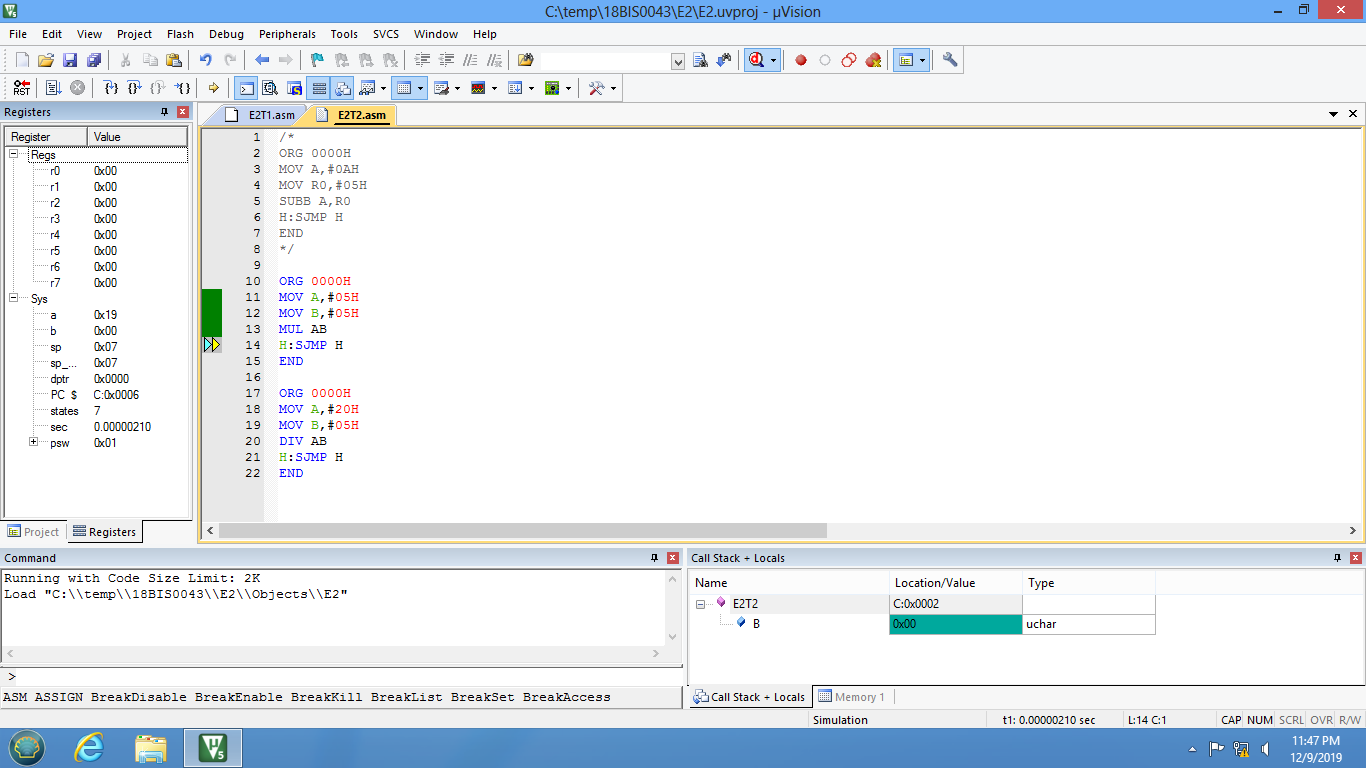 C:\temp\18BIS0043\E2\E2.uvproj - µVision
File Edit View Project Flash Debug Peripherals Tools SVCS Window Help
RST
Registers
E2T1.asm E2T2.asm
Register Value
Regs
r0 0x00
r1 0x00
r2 0x00
r3 0x00
r4 0x00
r5 0x00
r6 0x00
r7 0x00
Sys
a 0x19
b 0x00
sp 0x07
sp_... 0x07
dptr 0x0000
PC $ C:0x0006
states 7
sec 0.00000210
psw 0x01
Project Registers
1 /*
2 ORG 0000H
3 MOV A,#0AH
4 MOV R0,#05H
5 SUBB A,R0
6 H:SJMP H
7 END
8 */
9
10 ORG 0000H
11 MOV A,#05H
12 MOV B,#05H
13 MUL AB
14 H:SJMP H
15 END
16
17 ORG 0000H
18 MOV A,#20H
19 MOV B,#05H
20 DIV AB
21 H:SJMP H
22 END
Command
Running with Code Size Limit: 2K
Load "C:\\temp\\18BIS0043\\E2\\Objects\\E2"
>
ASM ASSIGN BreakDisable BreakEnable BreakKill BreakList BreakSet BreakAccess
Call Stack + Locals
Name Location/Value Type
E2T2 C:0x0002
B 0x00 uchar
Call Stack + Locals Memory 1
Simulation t1: 0.00000210 sec L:14 C:1 CAP NUM SCRL OVR R/W
11:47 PM
12/9/2019